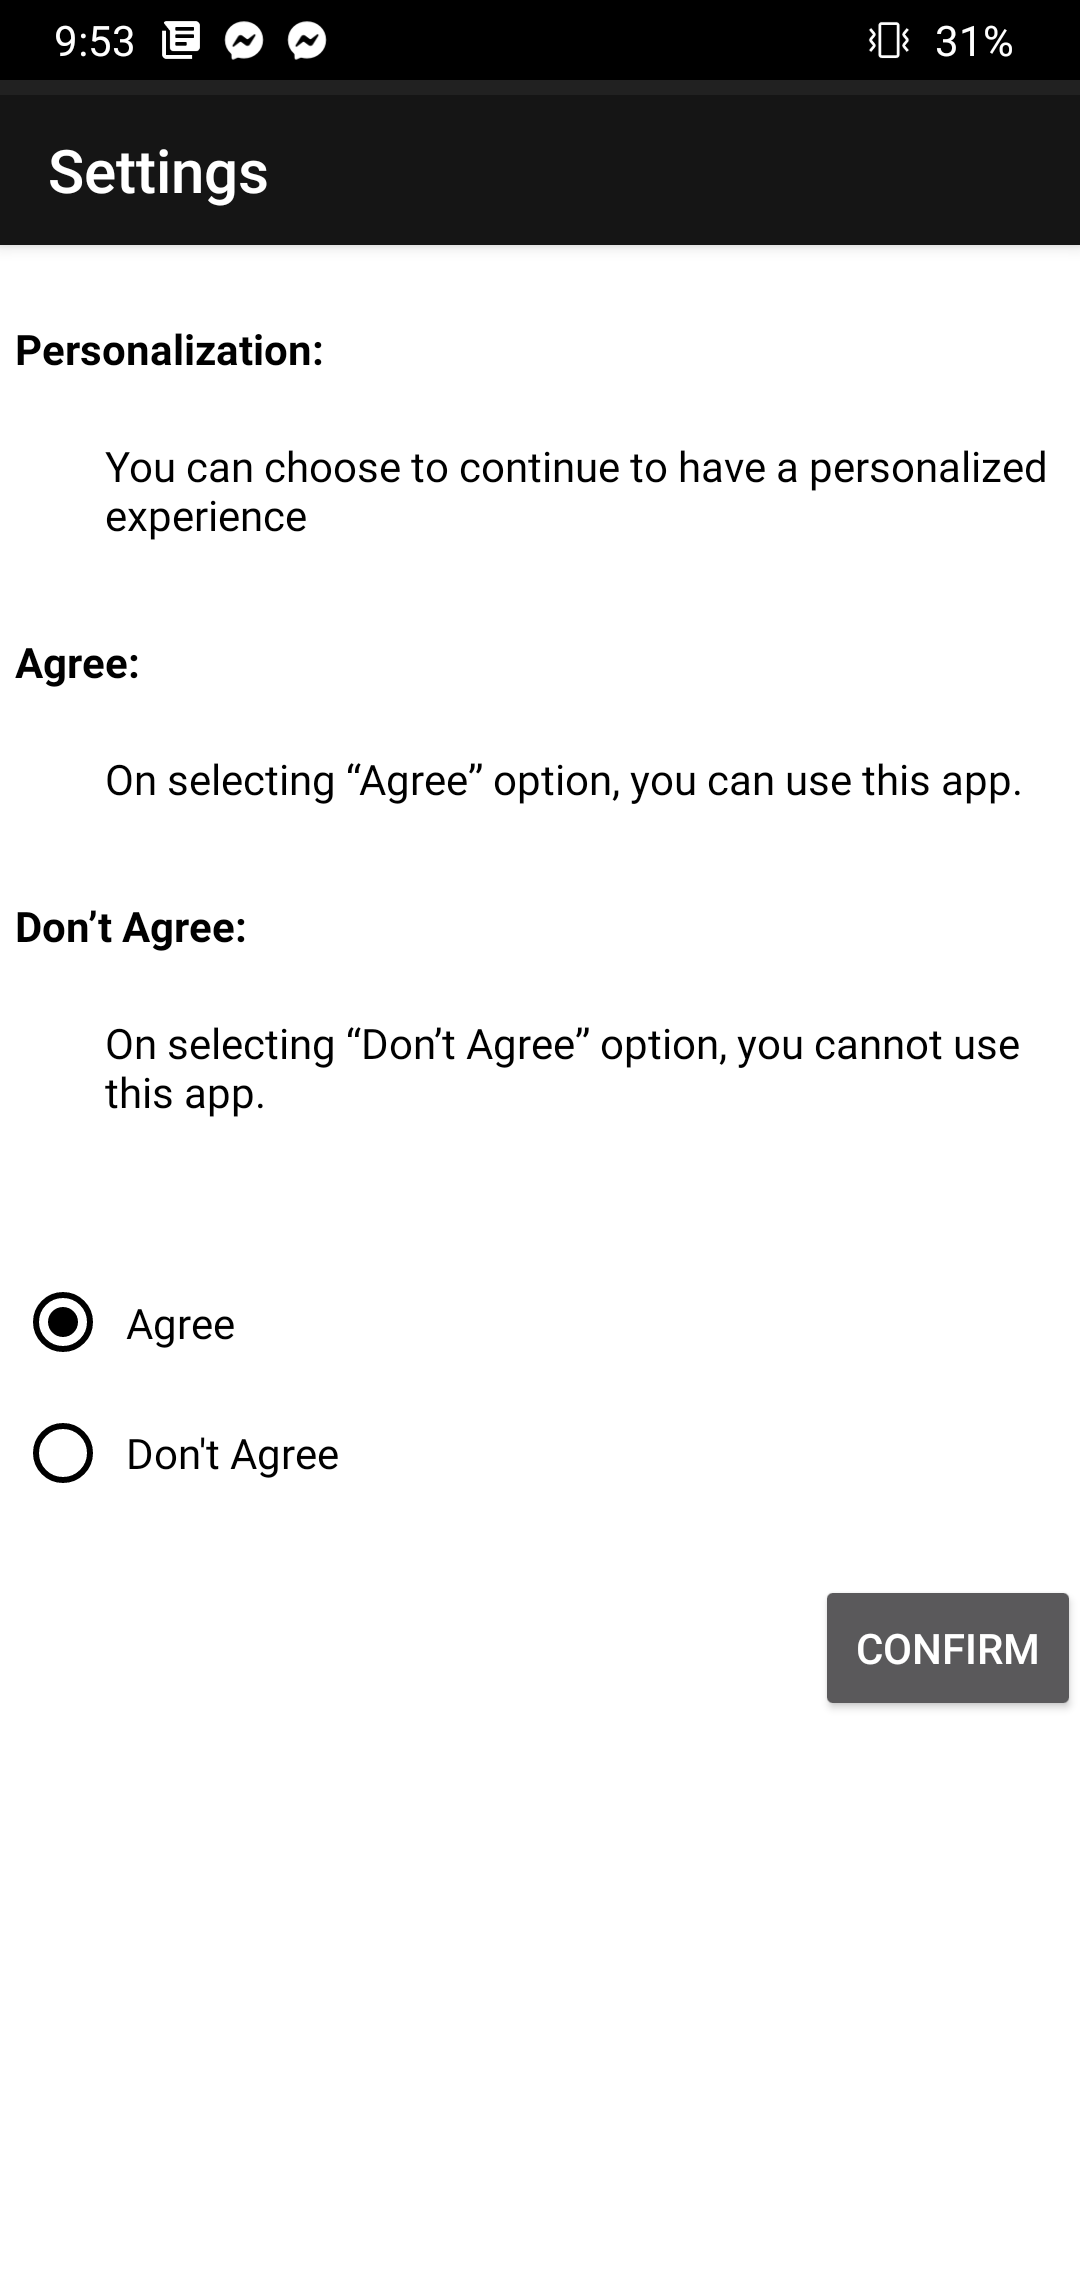 9:53 31%
Settings
Personalization:
You can choose to continue to have a personalized
experience
Agree:
On selecting “Agree” option, you can use this app.
Don’t Agree:
On selecting “Don’t Agree” option, you cannot use
this app.
Agree
Don't Agree
CONFIRM